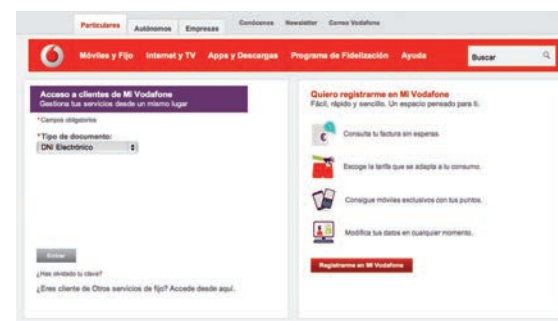 Particulares Autónomos Empresas Conócenos Newsletter Correo Vodafone
Móviles y Fijo Internet y TV Apps y Descargas Programa de Fidelización Ayuda Buscar
Acceso a clientes de Mi Vodafone
Gestiona tus servicios desde un mismo lugar
*Campos obligatorios
*Tipo de documento:
DNI Electrónico
Entrar
¿Has olvidado tu clave?
¿Eres cliente de Otros servicios de fijo? Accede desde aquí.
Quiero registrarme en Mi Vodafone
Fácil, rápido y sencillo. Un espacio pensado para ti.
Consulta tu factura sin esperas.
Escoge la tarifa que se adapta a tu consumo.
Consigue móviles exclusivos con tus puntos.
Modifica tus datos en cualquier momento.
Registrarme en Mi Vodafone